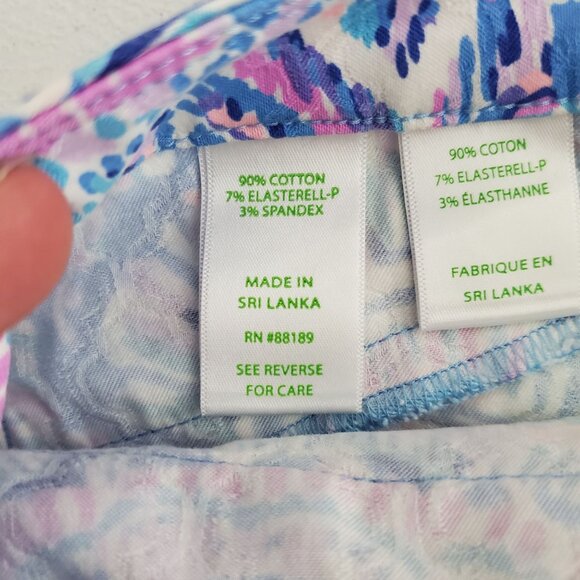 90% COTTON
7% ELASTERELL-P
3% SPANDEX
MADE IN
SRI LANKA
RN #88189
SEE REVERSE
FOR CARE
90% COTON
7% ELASTERELL-P
3% ÉLASTHANNE
FABRIQUE EN
SRI LANKA